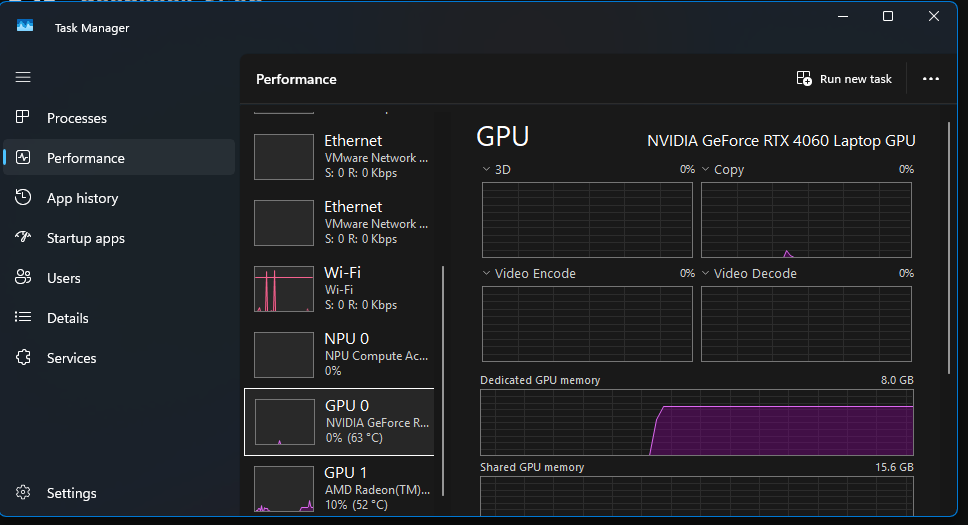 Task Manager
Performance
Run new task
Processes
Performance
App history
Startup apps
Users
Details
Services
Settings
Ethernet
VMware Network ...
S: 0 R: 0 Kbps
Ethernet
VMware Network ...
S: 0 R: 0 Kbps
Wi-Fi
Wi-Fi
S: 0 R: 0 Kbps
NPU 0
NPU Compute Ac...
0%
GPU 0
NVIDIA GeForce R...
0% (63 °C)
GPU 1
AMD Radeon(TM)...
10% (52 °C)
GPU NVIDIA GeForce RTX 4060 Laptop GPU
3D 0% Copy 0%
Video Encode 0% Video Decode 0%
Dedicated GPU memory 8.0 GB
Shared GPU memory 15.6 GB